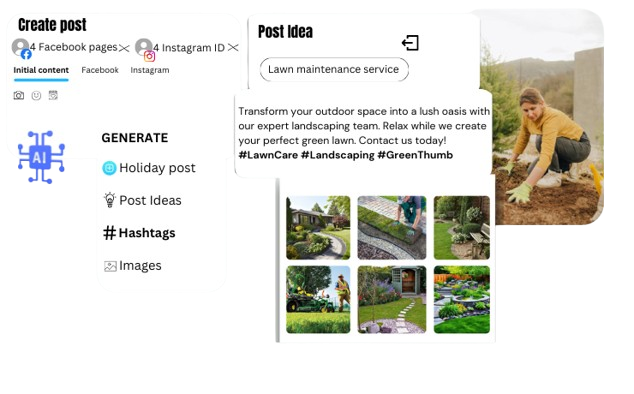 Create post
4 Facebook pages
4 Instagram ID
Initial content
Facebook
Instagram
AI
GENERATE
Holiday post
Post Ideas
# Hashtags
Images
Post Idea
Lawn maintenance service
Transform your outdoor space into a lush oasis with
our expert landscaping team. Relax while we create
your perfect green lawn. Contact us today!
#LawnCare #Landscaping #GreenThumb